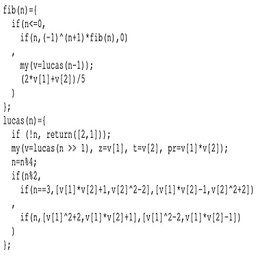 fib(n)={
if(n<=0,
if(n,(-1)^(n+1)*fib(n),0)
,
my(v=lucas(n-1));
(2*v[1]+v[2])/5
)
};
lucas(n)={
if (!n, return([2,1]));
my(v=lucas(n >> 1), z=v[1], t=v[2], pr=v[1]*v[2]);
n=n%4;
if(n%2,
if(n==3,[v[1]*v[2]+1,v[2]^2-2],[v[1]*v[2]-1,v[2]^2+2])
,
if(n,[v[1]^2+2,v[1]*v[2]+1],[v[1]^2-2,v[1]*v[2]-1])
)
};